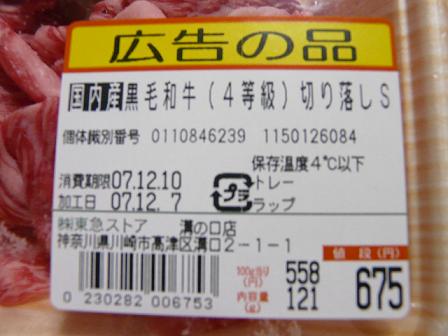 広告の品
国内産黒毛和牛(4等級)切り落しS
個体識別番号 0110846239 1150126084
保存温度4℃以下
消費期限07.12.10
加工日 07.12. 7
プラ
トレー
ラップ
㈱東急ストア 溝の口店
神奈川県川崎市高津区溝口2-1-1
値段(円)
100g当り(円) 558
内容量(g) 121
675
0 230282 006753